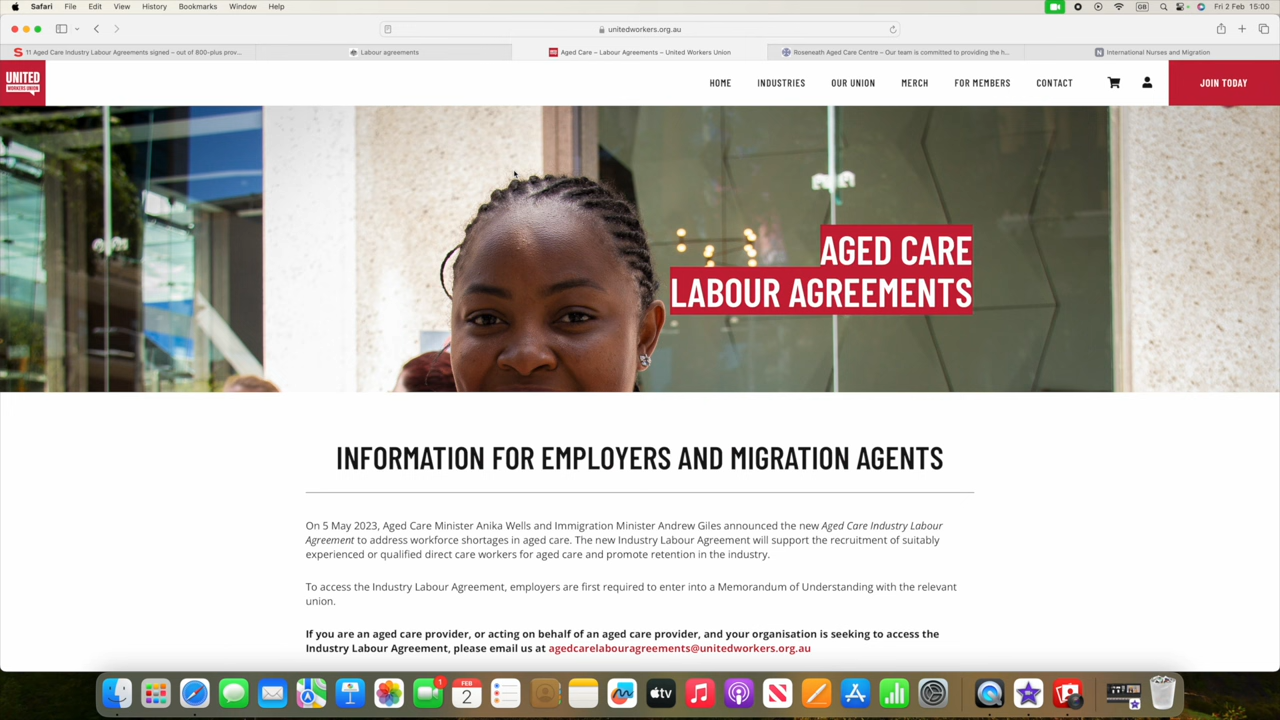 Safari File Edit View History Bookmarks Window Help
GB Fri 2 Feb 15:00
unitedworkers.org.au
11 Aged Care Industry Labour Agreements signed – out of 800-plus prov...
Labour agreements
Aged Care – Labour Agreements – United Workers Union
Roseneath Aged Care Centre – Our team is committed to providing the h...
International Nurses and Migration
UNITED
WORKERS UNION
HOME INDUSTRIES OUR UNION MERCH FOR MEMBERS CONTACT JOIN TODAY
AGED CARE
LABOUR AGREEMENTS
INFORMATION FOR EMPLOYERS AND MIGRATION AGENTS
On 5 May 2023, Aged Care Minister Anika Wells and Immigration Minister Andrew Giles announced the new Aged Care Industry Labour
Agreement to address workforce shortages in aged care. The new Industry Labour Agreement will support the recruitment of suitably
experienced or qualified direct care workers for aged care and promote retention in the industry.
To access the Industry Labour Agreement, employers are first required to enter into a Memorandum of Understanding with the relevant
union.
If you are an aged care provider, or acting on behalf of an aged care provider, and your organisation is seeking to access the
Industry Labour Agreement, please email us at agedcarelabouragreements@unitedworkers.org.au
1
FEB
2
tv